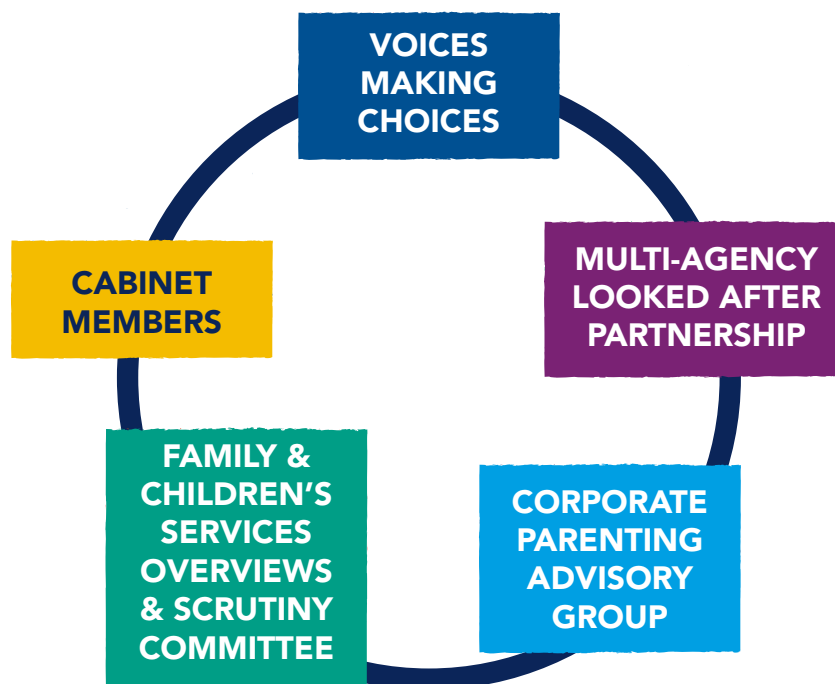 VOICES
MAKING
CHOICES
MULTI-AGENCY
LOOKED AFTER
PARTNERSHIP
CABINET
MEMBERS
FAMILY &
CHILDREN’S
SERVICES
OVERVIEWS
& SCRUTINY
COMMITTEE
CORPORATE
PARENTING
ADVISORY
GROUP